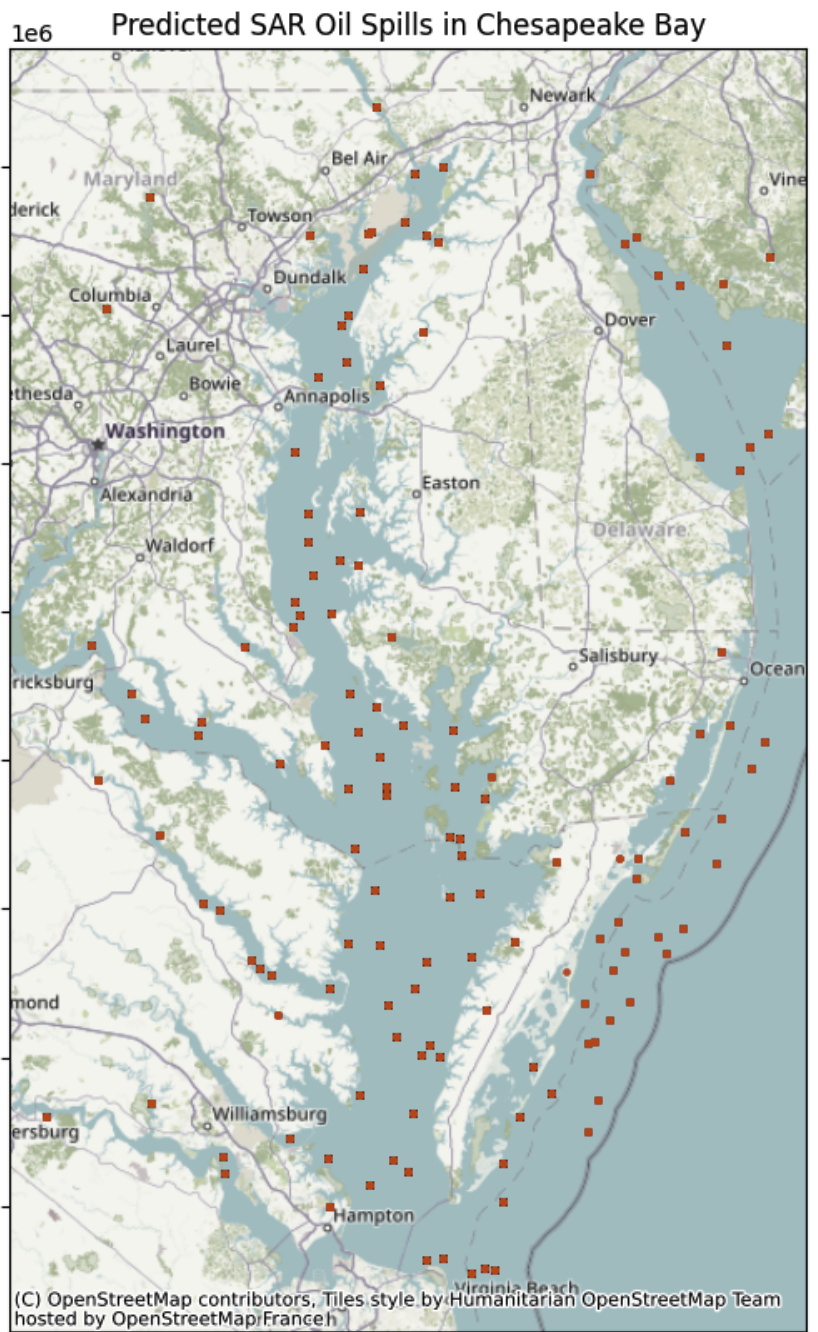 Predicted SAR Oil Spills in Chesapeake Bay
1e6
Newark
Bel Air
Maryland
Vine
derick
Towson
Dundalk
Columbia
Dover
Laurel
Bowie
ethesda
Annapolis
Washington
Easton
Alexandria
Delaware
Waldorf
Salisbury
Ocean
ricksburg
mond
Williamsburg
ersburg
Hampton
Virginia Beach
(C) OpenStreetMap contributors, Tiles style by Humanitarian OpenStreetMap Team
hosted by OpenStreetMap France